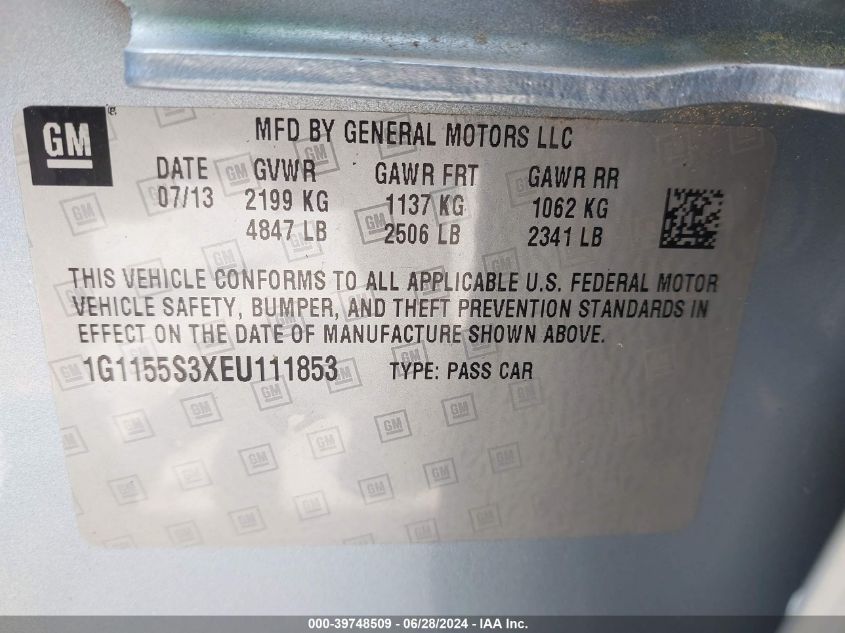 GM
MFD BY GENERAL MOTORS LLC
DATE GVWR GAWR FRT GAWR RR
07/13 2199 KG 1137 KG 1062 KG
4847 LB 2506 LB 2341 LB
THIS VEHICLE CONFORMS TO ALL APPLICABLE U.S. FEDERAL MOTOR
VEHICLE SAFETY, BUMPER, AND THEFT PREVENTION STANDARDS IN
EFFECT ON THE DATE OF MANUFACTURE SHOWN ABOVE.
1G1155S3XEU111853 TYPE: PASS CAR
000-39748509 / 06/28/2024 - IAA Inc.